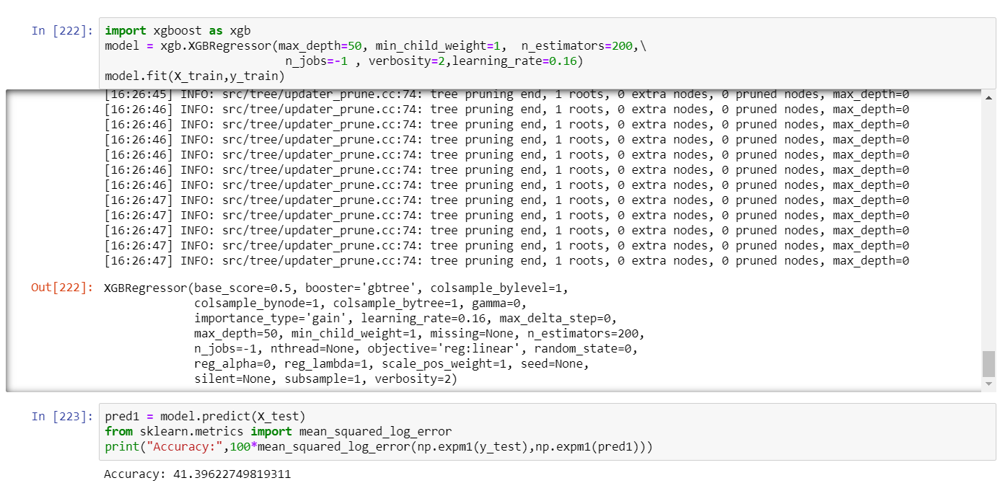 In [222]: import xgboost as xgb
model = xgb.XGBRegressor(max_depth=50, min_child_weight=1,  n_estimators=200,\
n_jobs=-1 , verbosity=2,learning_rate=0.16)
model.fit(X_train,y_train)
[16:26:45] INFO: src/tree/updater_prune.cc:74: tree pruning end, 1 roots, 0 extra nodes, 0 pruned nodes, max_depth=0
[16:26:46] INFO: src/tree/updater_prune.cc:74: tree pruning end, 1 roots, 0 extra nodes, 0 pruned nodes, max_depth=0
[16:26:46] INFO: src/tree/updater_prune.cc:74: tree pruning end, 1 roots, 0 extra nodes, 0 pruned nodes, max_depth=0
[16:26:46] INFO: src/tree/updater_prune.cc:74: tree pruning end, 1 roots, 0 extra nodes, 0 pruned nodes, max_depth=0
[16:26:46] INFO: src/tree/updater_prune.cc:74: tree pruning end, 1 roots, 0 extra nodes, 0 pruned nodes, max_depth=0
[16:26:46] INFO: src/tree/updater_prune.cc:74: tree pruning end, 1 roots, 0 extra nodes, 0 pruned nodes, max_depth=0
[16:26:46] INFO: src/tree/updater_prune.cc:74: tree pruning end, 1 roots, 0 extra nodes, 0 pruned nodes, max_depth=0
[16:26:47] INFO: src/tree/updater_prune.cc:74: tree pruning end, 1 roots, 0 extra nodes, 0 pruned nodes, max_depth=0
[16:26:47] INFO: src/tree/updater_prune.cc:74: tree pruning end, 1 roots, 0 extra nodes, 0 pruned nodes, max_depth=0
[16:26:47] INFO: src/tree/updater_prune.cc:74: tree pruning end, 1 roots, 0 extra nodes, 0 pruned nodes, max_depth=0
[16:26:47] INFO: src/tree/updater_prune.cc:74: tree pruning end, 1 roots, 0 extra nodes, 0 pruned nodes, max_depth=0
[16:26:47] INFO: src/tree/updater_prune.cc:74: tree pruning end, 1 roots, 0 extra nodes, 0 pruned nodes, max_depth=0
Out[222]: XGBRegressor(base_score=0.5, booster='gbtree', colsample_bylevel=1,
colsample_bynode=1, colsample_bytree=1, gamma=0,
importance_type='gain', learning_rate=0.16, max_delta_step=0,
max_depth=50, min_child_weight=1, missing=None, n_estimators=200,
n_jobs=-1, nthread=None, objective='reg:linear', random_state=0,
reg_alpha=0, reg_lambda=1, scale_pos_weight=1, seed=None,
silent=None, subsample=1, verbosity=2)
In [223]: pred1 = model.predict(X_test)
from sklearn.metrics import mean_squared_log_error
print("Accuracy:",100*mean_squared_log_error(np.expm1(y_test),np.expm1(pred1)))
Accuracy: 41.39622749819311